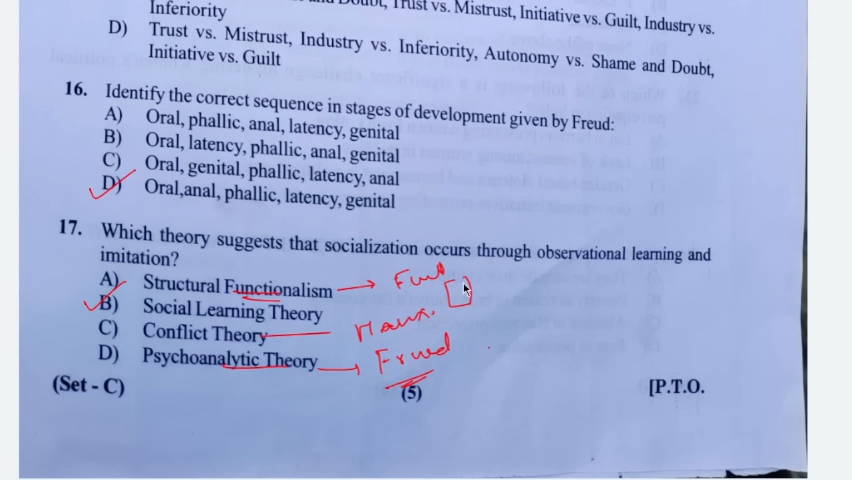 Doubt, Trust vs. Mistrust, Initiative vs. Guilt, Industry vs.
Inferiority
D) Trust vs. Mistrust, Industry vs. Inferiority, Autonomy vs. Shame and Doubt,
Initiative vs. Guilt
16. Identify the correct sequence in stages of development given by Freud:
A) Oral, phallic, anal, latency, genital
B) Oral, latency, phallic, anal, genital
C) Oral, genital, phallic, latency, anal
D) Oral,anal, phallic, latency, genital
17. Which theory suggests that socialization occurs through observational learning and
imitation?
A) Structural Functionalism
B) Social Learning Theory
C) Conflict Theory
D) Psychoanalytic Theory Frued
(Set - C) (5) [P.T.O.